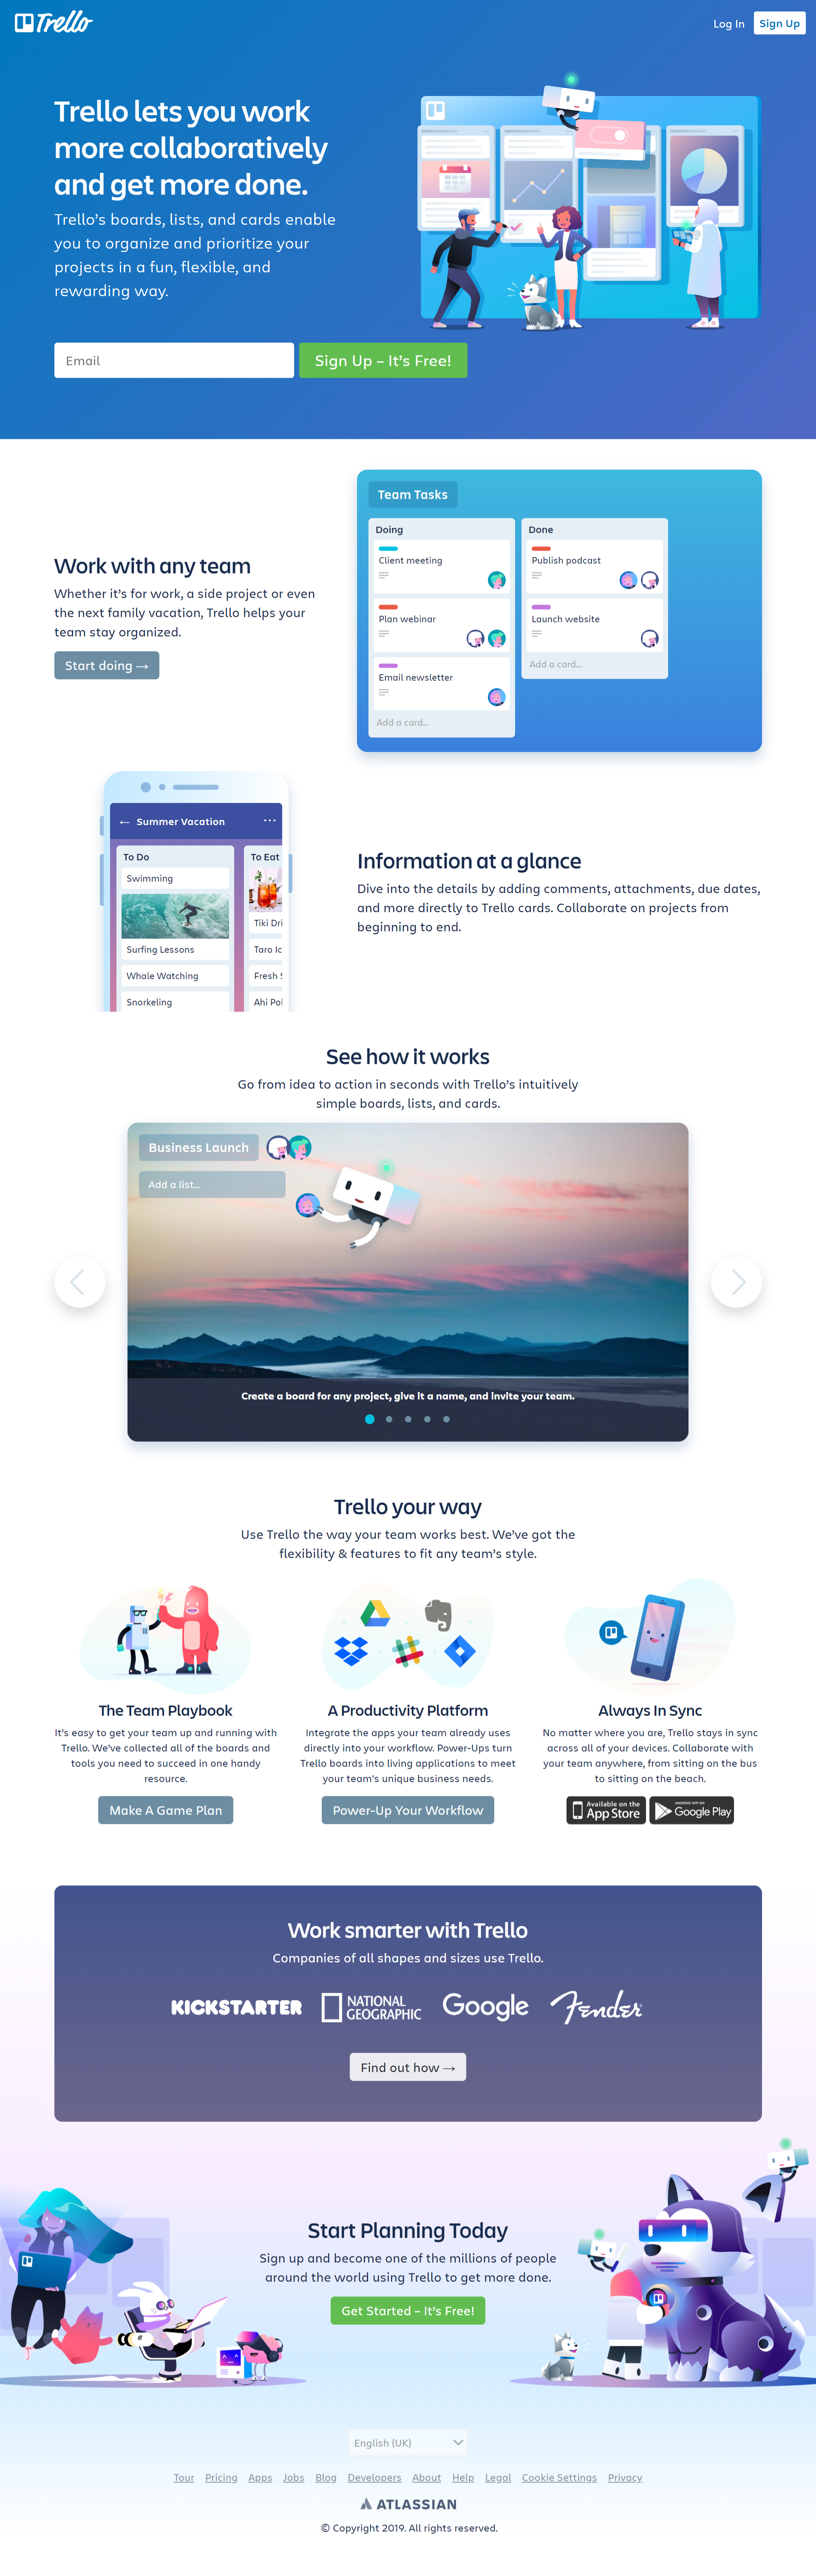 Trello
Log In
Sign Up
Trello lets you work
more collaboratively
and get more done.
Trello's boards, lists, and cards enable
you to organize and prioritize your
projects in a fun, flexible, and
rewarding way.
Email
Sign Up – It's Free!
Work with any team
Whether it's for work, a side project or even
the next family vacation, Trello helps your
team stay organized.
Start doing →
Team Tasks
Doing
Client meeting
Plan webinar
Email newsletter
Add a card...
Done
Publish podcast
Launch website
Add a card...
← Summer Vacation ...
To Do
Swimming
Surfing Lessons
Whale Watching
Snorkeling
To Eat
Tiki Dri
Taro Ic
Fresh S
Ahi Pol
Information at a glance
Dive into the details by adding comments, attachments, due dates,
and more directly to Trello cards. Collaborate on projects from
beginning to end.
See how it works
Go from idea to action in seconds with Trello's intuitively
simple boards, lists, and cards.
Business Launch
Add a list...
Create a board for any project, give it a name, and invite your team.
Trello your way
Use Trello the way your team works best. We've got the
flexibility & features to fit any team's style.
The Team Playbook
It's easy to get your team up and running with
Trello. We've collected all of the boards and
tools you need to succeed in one handy
resource.
Make A Game Plan
A Productivity Platform
Integrate the apps your team already uses
directly into your workflow. Power-Ups turn
Trello boards into living applications to meet
your team's unique business needs.
Power-Up Your Workflow
Always In Sync
No matter where you are, Trello stays in sync
across all of your devices. Collaborate with
your team anywhere, from sitting on the bus
to sitting on the beach.
Available on the
App Store
ANDROID APP ON
Google Play
Work smarter with Trello
Companies of all shapes and sizes use Trello.
KICKSTARTER
NATIONAL
GEOGRAPHIC
Google
Fender
Find out how →
Start Planning Today
Sign up and become one of the millions of people
around the world using Trello to get more done.
Get Started – It's Free!
English (UK)
Tour Pricing Apps Jobs Blog Developers About Help Legal Cookie Settings Privacy
ATLASSIAN
© Copyright 2019. All rights reserved.